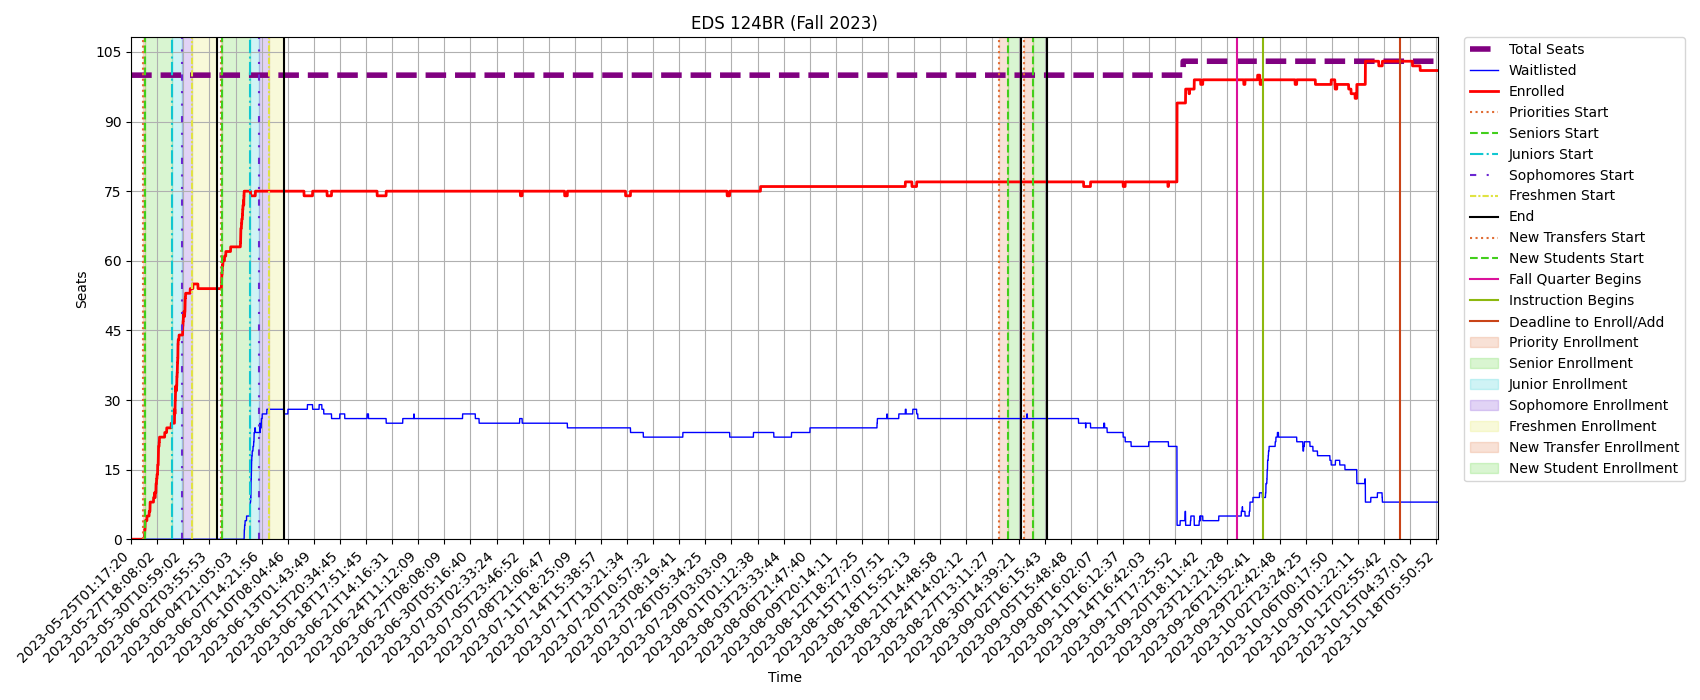 EDS 124BR (Fall 2023)
105
90
75
60
45
30
15
0
Seats
2023-05-25T01:17:20
2023-05-27T18:08:02
2023-05-30T10:59:02
2023-06-02T03:55:53
2023-06-04T21:05:03
2023-06-07T14:21:56
2023-06-10T08:04:46
2023-06-13T01:43:49
2023-06-15T20:34:45
2023-06-18T17:51:45
2023-06-21T14:16:31
2023-06-24T11:12:09
2023-06-27T08:08:09
2023-06-30T05:16:40
2023-07-03T02:33:24
2023-07-05T23:46:52
2023-07-08T21:06:47
2023-07-11T18:25:09
2023-07-14T15:38:57
2023-07-17T13:21:34
2023-07-20T10:57:32
2023-07-23T08:19:41
2023-07-26T05:34:25
2023-07-29T03:03:09
2023-08-01T01:12:38
2023-08-03T23:33:44
2023-08-06T21:47:40
2023-08-09T20:14:11
2023-08-12T18:27:25
2023-08-15T17:07:51
2023-08-18T15:52:13
2023-08-21T14:48:58
2023-08-24T14:02:12
2023-08-27T13:11:27
2023-08-30T14:39:21
2023-09-02T16:15:43
2023-09-05T15:48:48
2023-09-08T16:02:07
2023-09-11T16:12:37
2023-09-14T16:42:03
2023-09-17T17:25:52
2023-09-20T18:11:42
2023-09-23T21:21:28
2023-09-26T21:52:41
2023-09-29T22:42:48
2023-10-02T23:24:25
2023-10-06T00:17:50
2023-10-09T01:22:11
2023-10-12T02:55:42
2023-10-15T04:37:01
2023-10-18T05:50:52
Time
Total Seats
Waitlisted
Enrolled
Priorities Start
Seniors Start
Juniors Start
Sophomores Start
Freshmen Start
End
New Transfers Start
New Students Start
Fall Quarter Begins
Instruction Begins
Deadline to Enroll/Add
Priority Enrollment
Senior Enrollment
Junior Enrollment
Sophomore Enrollment
Freshmen Enrollment
New Transfer Enrollment
New Student Enrollment